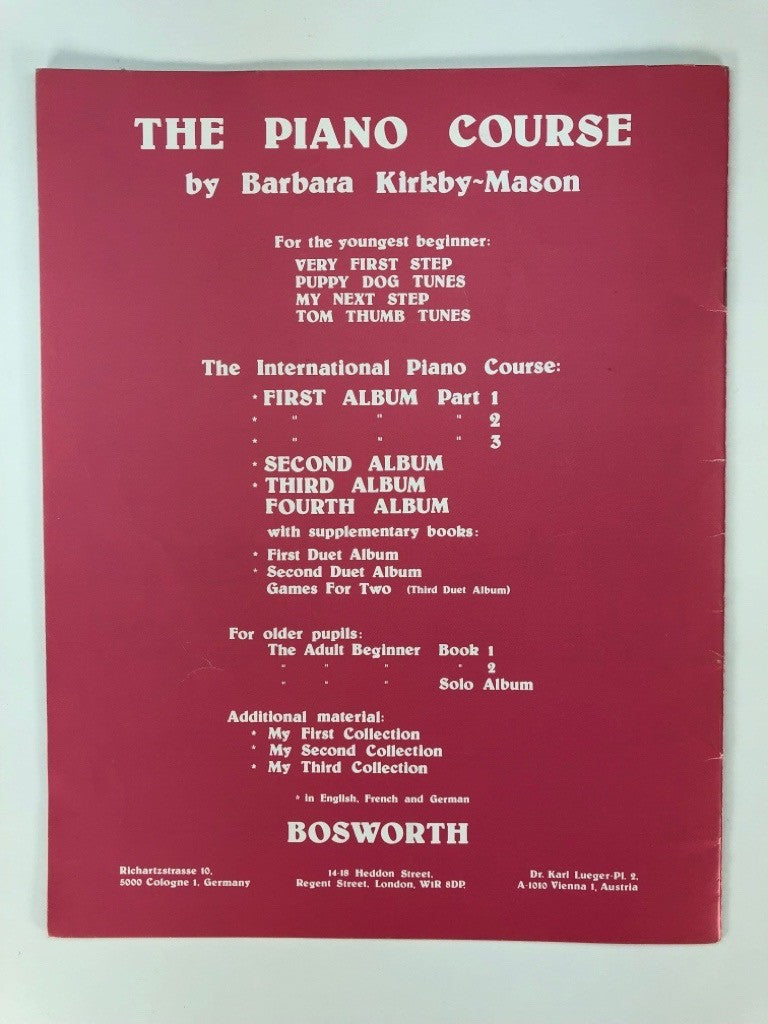 THE PIANO COURSE
by Barbara Kirkby~Mason
For the youngest beginner:
VERY FIRST STEP
PUPPY DOG TUNES
MY NEXT STEP
TOM THUMB TUNES
The International Piano Course:
* FIRST ALBUM Part 1
* " " " 2
* " " " 3
* SECOND ALBUM
* THIRD ALBUM
FOURTH ALBUM
with supplementary books:
* First Duet Album
* Second Duet Album
Games For Two (Third Duet Album)
For older pupils:
The Adult Beginner Book 1
" " " " 2
" " " Solo Album
Additional material:
* My First Collection
* My Second Collection
* My Third Collection
* in English, French and German
BOSWORTH
Richartzstrasse 10,
5000 Cologne 1, Germany
14-18 Heddon Street,
Regent Street, London, W1R 8DP.
Dr. Karl Lueger-Pl. 2,
A-1010 Vienna 1, Austria